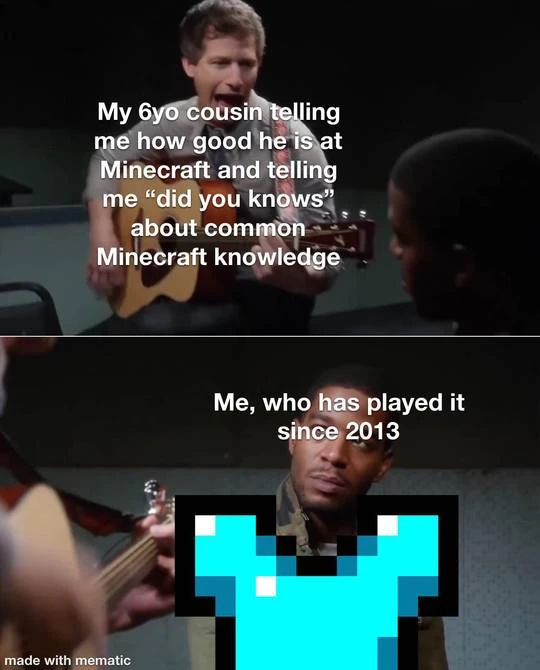 My 6yo cousin telling
me how good he is at
Minecraft and telling
me “did you knows”
about common
Minecraft knowledge
Me, who has played it
since 2013
made with mematic